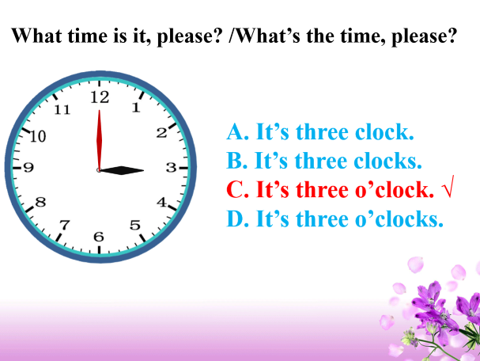 What time is it, please? /What’s the time, please?
12
11
1
10
2
9
3
8
4
7
5
6
A. It’s three clock.
B. It’s three clocks.
C. It’s three o’clock. √
D. It’s three o’clocks.